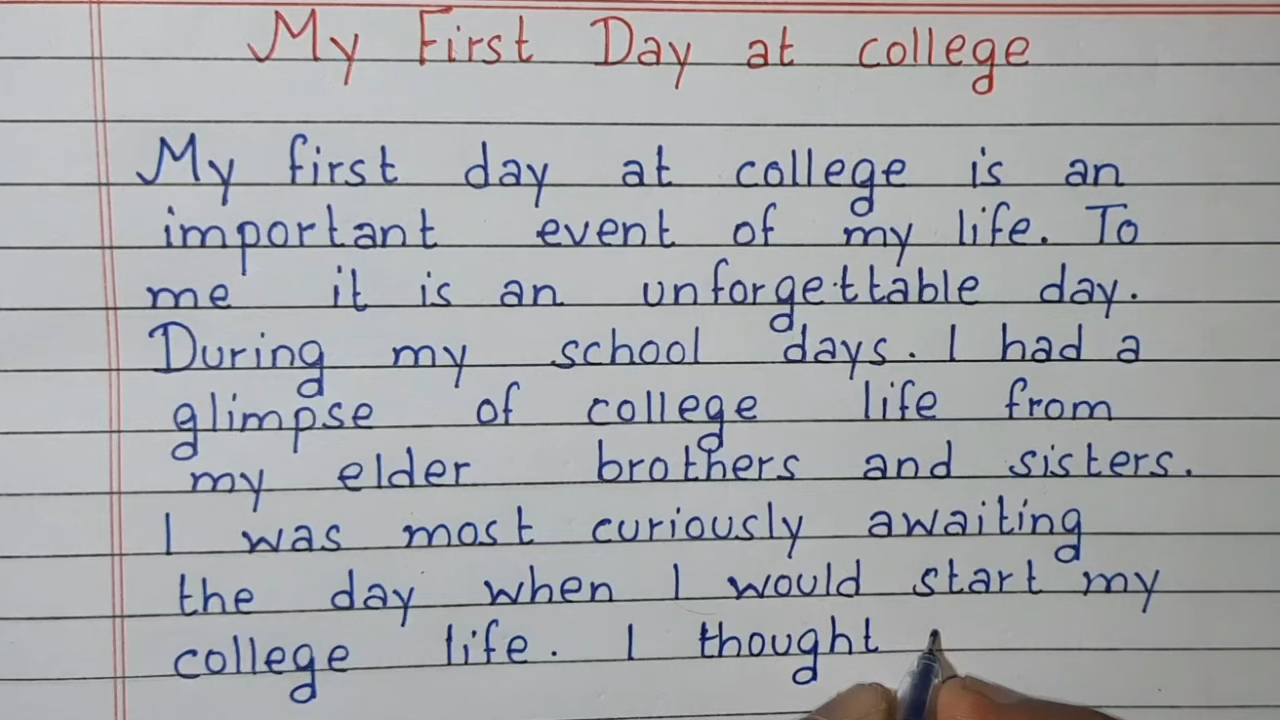 My First Day at college
My first day at college is an
important event of my life. To
me it is an unforgettable day.
During my school days. I had a
glimpse of college life from
my elder brothers and sisters.
I was most curiously awaiting
the day when I would start my
college life. I thought